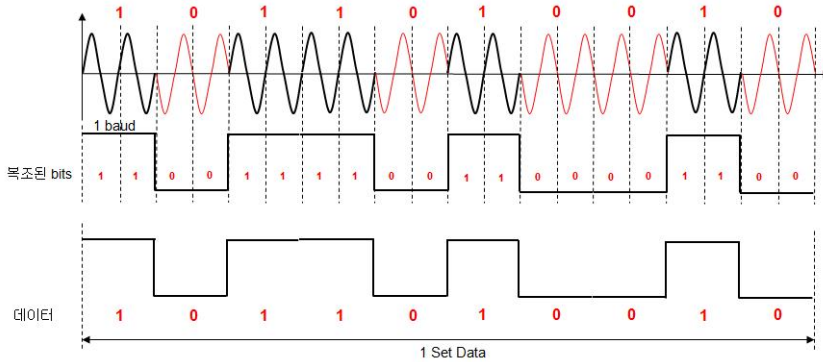 1 0 1 1 0 1 0 0 1 0
1 baud
복조된 bits
1 1 0 0 1 1 1 1 0 0 1 1 0 0 0 0 1 1 0 0
데이터
1 0 1 1 0 1 0 0 1 0
1 Set Data